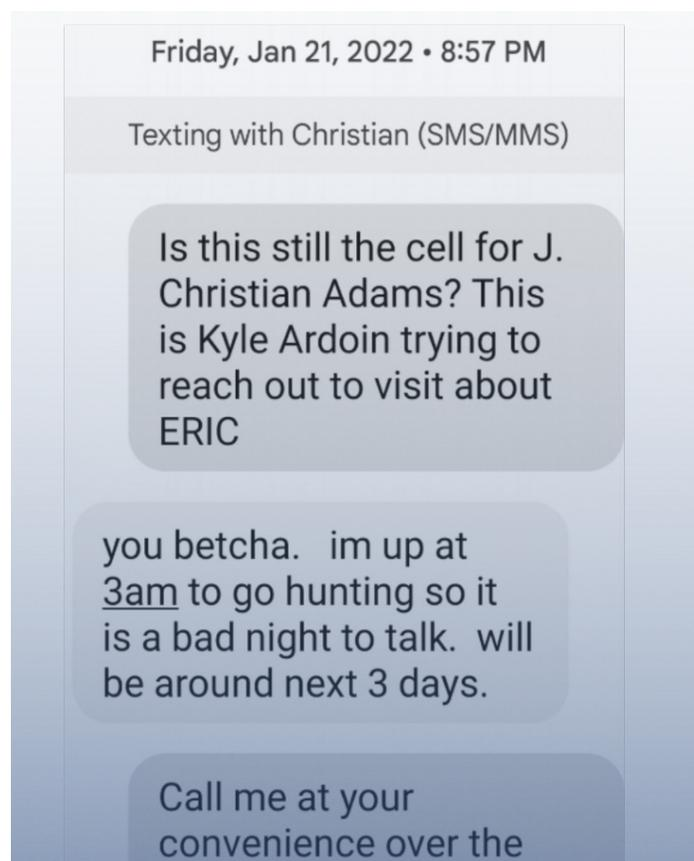 Friday, Jan 21, 2022 • 8:57 PM
Texting with Christian (SMS/MMS)
Is this still the cell for J.
Christian Adams? This
is Kyle Ardoin trying to
reach out to visit about
ERIC
you betcha.   im up at
3am to go hunting so it
is a bad night to talk.  will
be around next 3 days.
Call me at your
convenience over the